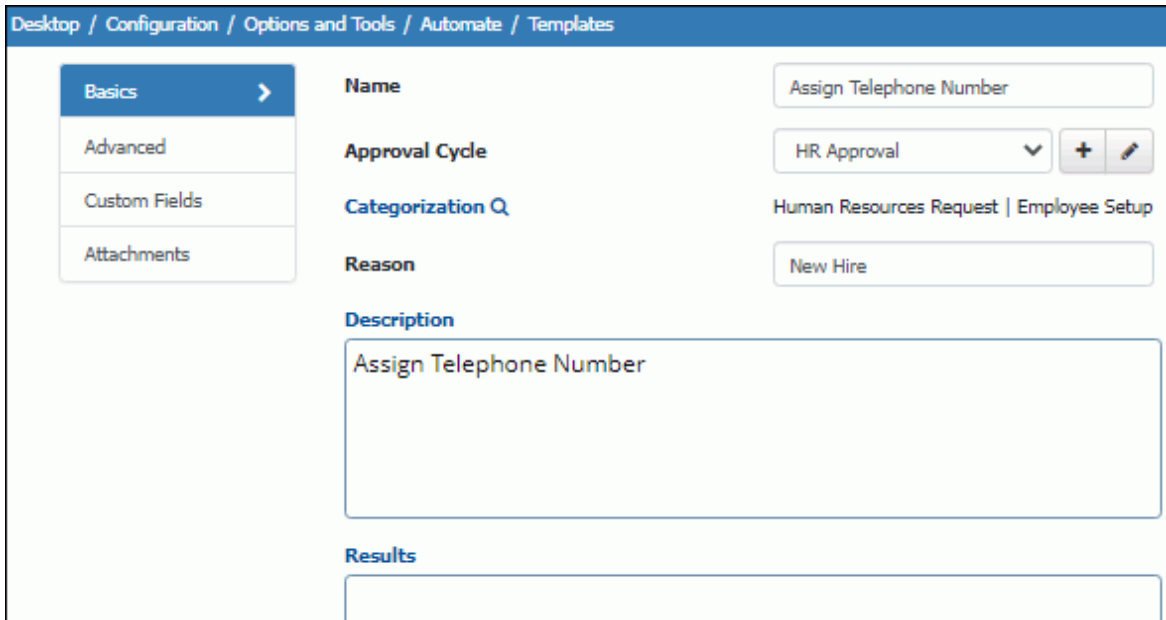 Desktop / Configuration / Options and Tools / Automate / Templates
Basics
Advanced
Custom Fields
Attachments
Name
Assign Telephone Number
Approval Cycle
HR Approval
Categorization
Human Resources Request | Employee Setup
Reason
New Hire
Description
Assign Telephone Number
Results